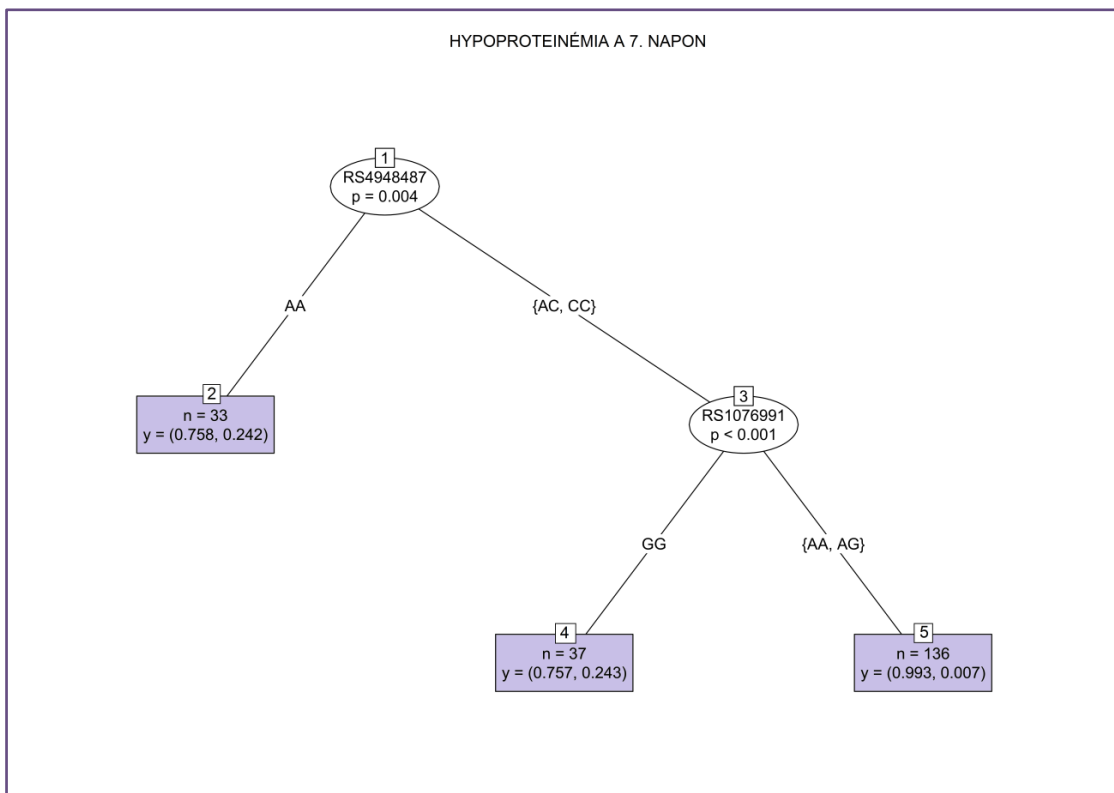 HYPOPROTEINÉMIA A 7. NAPON
1
RS4948487
p = 0.004
AA
{AC, CC}
2
n = 33
y = (0.758, 0.242)
3
RS1076991
p < 0.001
GG
{AA, AG}
4
n = 37
y = (0.757, 0.243)
5
n = 136
y = (0.993, 0.007)